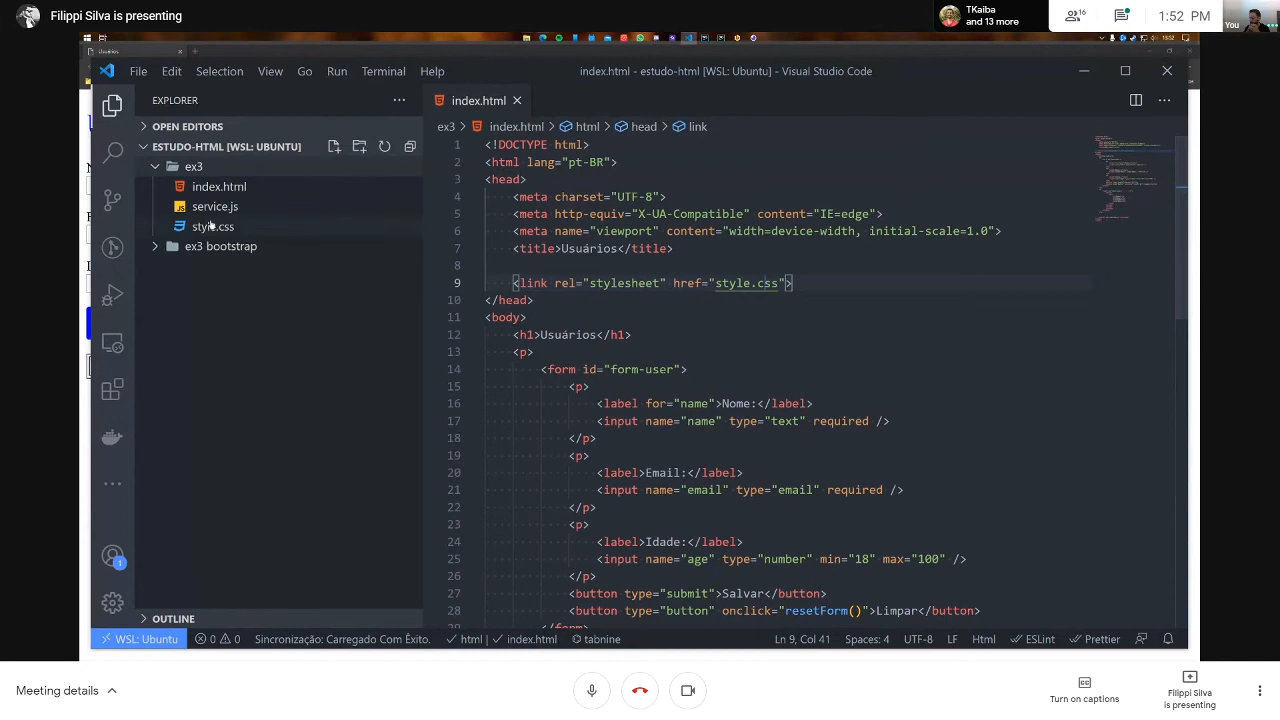 Filippi Silva is presenting
TKaiba
and 13 more
16
1:52 PM
You
Usuários
File Edit Selection View Go Run Terminal Help
index.html - estudo-html [WSL: Ubuntu] - Visual Studio Code
EXPLORER
OPEN EDITORS
ESTUDO-HTML [WSL: UBUNTU]
ex3
index.html
service.js
style.css
ex3 bootstrap
OUTLINE
index.html
ex3 > index.html > html > head > link
1 <!DOCTYPE html>
2 <html lang="pt-BR">
3 <head>
4 <meta charset="UTF-8">
5 <meta http-equiv="X-UA-Compatible" content="IE=edge">
6 <meta name="viewport" content="width=device-width, initial-scale=1.0">
7 <title>Usuários</title>
8
9 <link rel="stylesheet" href="style.css">
10 </head>
11 <body>
12 <h1>Usuários</h1>
13 <p>
14 <form id="form-user">
15 <p>
16 <label for="name">Nome:</label>
17 <input name="name" type="text" required />
18 </p>
19 <p>
20 <label>Email:</label>
21 <input name="email" type="email" required />
22 </p>
23 <p>
24 <label>Idade:</label>
25 <input name="age" type="number" min="18" max="100" />
26 </p>
27 <button type="submit">Salvar</button>
28 <button type="button" onclick="resetForm()">Limpar</button>
1
WSL: Ubuntu 0 0 Sincronização: Carregado Com Êxito. html index.html tabnine Ln 9, Col 41 Spaces: 4 UTF-8 LF Html ESLint Prettier
Meeting details
Turn on captions
Filippi Silva
is presenting